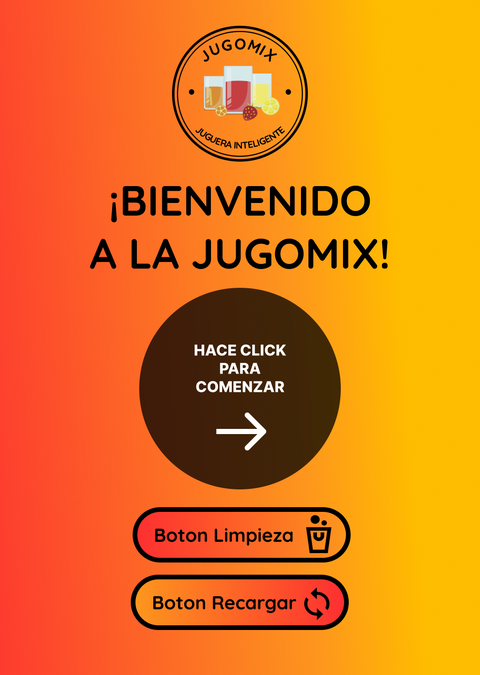 JUGOMIX
JUGUERA INTELIGENTE
¡BIENVENIDO
A LA JUGOMIX!
HACE CLICK
PARA
COMENZAR
Boton Limpieza
Boton Recargar